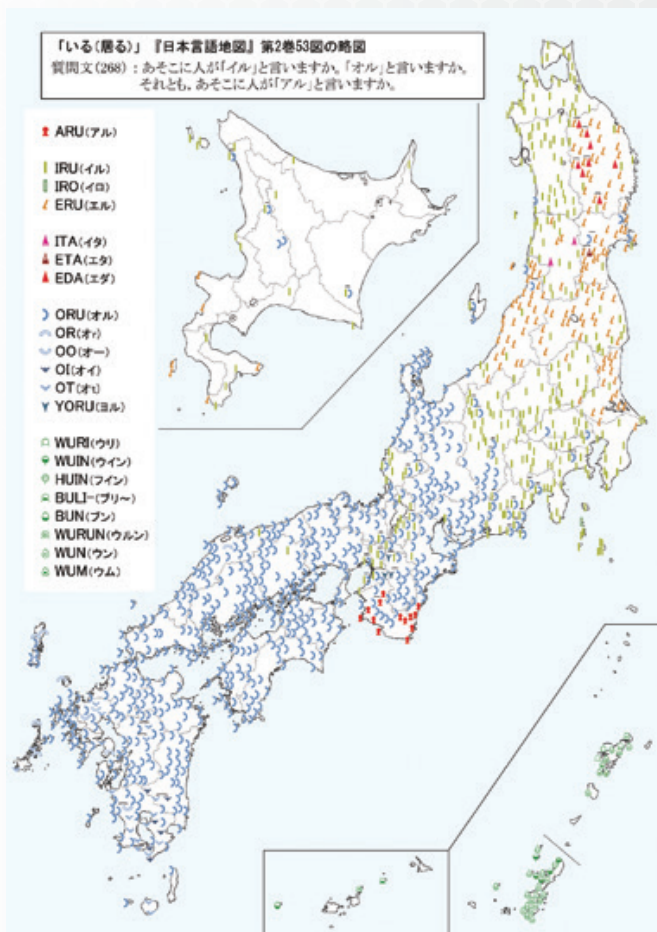 「いる(居る)」『日本言語地図』第2巻53図の略図
質問文(268)：あそこに人が「イル」と言いますか。「オル」と言いますか。
それとも、あそこに人が「アル」と言いますか。
ARU(アル)
IRU(イル)
IRO(イロ)
ERU(エル)
ITA(イタ)
ETA(エタ)
EDA(エダ)
ORU(オル)
OR(オr)
OO(オー)
OI(オイ)
OT(オt)
YORU(ヨル)
WURI(ウリ)
WUIN(ウイン)
HUIN(フイン)
BULI-(ブリ～)
BUN(ブン)
WURUN(ウルン)
WUN(ウン)
WUM(ウム)